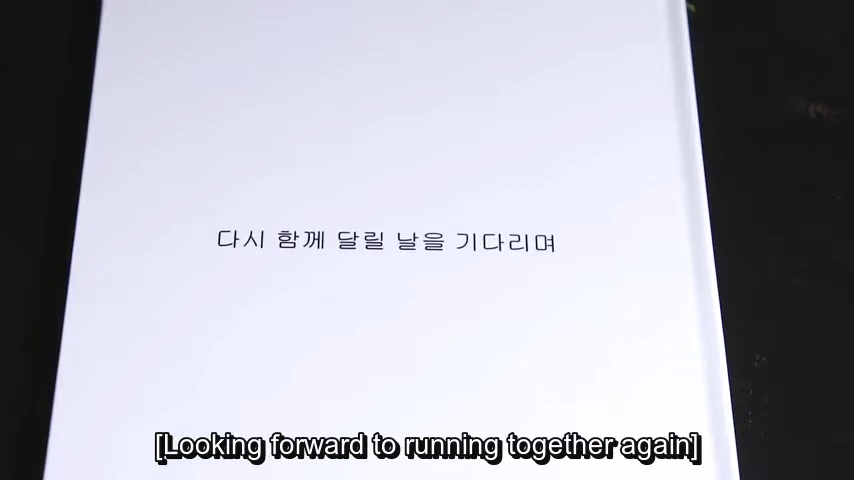 다시 함께 달릴 날을 기다리며
[Looking forward to running together again]